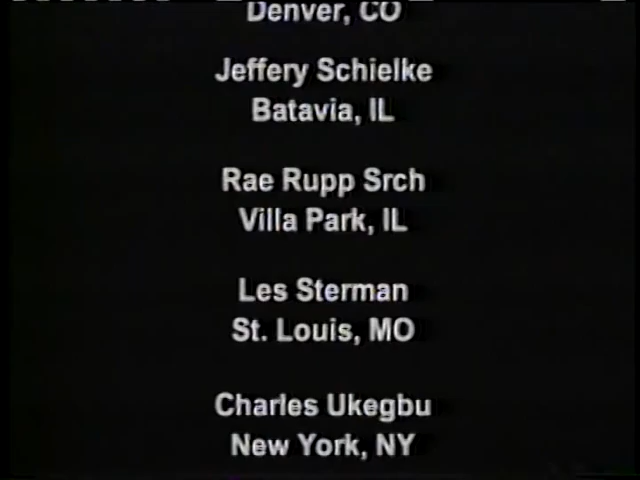 Denver, CO
Jeffery Schielke
Batavia, IL
Rae Rupp Srch
Villa Park, IL
Les Sterman
St. Louis, MO
Charles Ukegbu
New York, NY